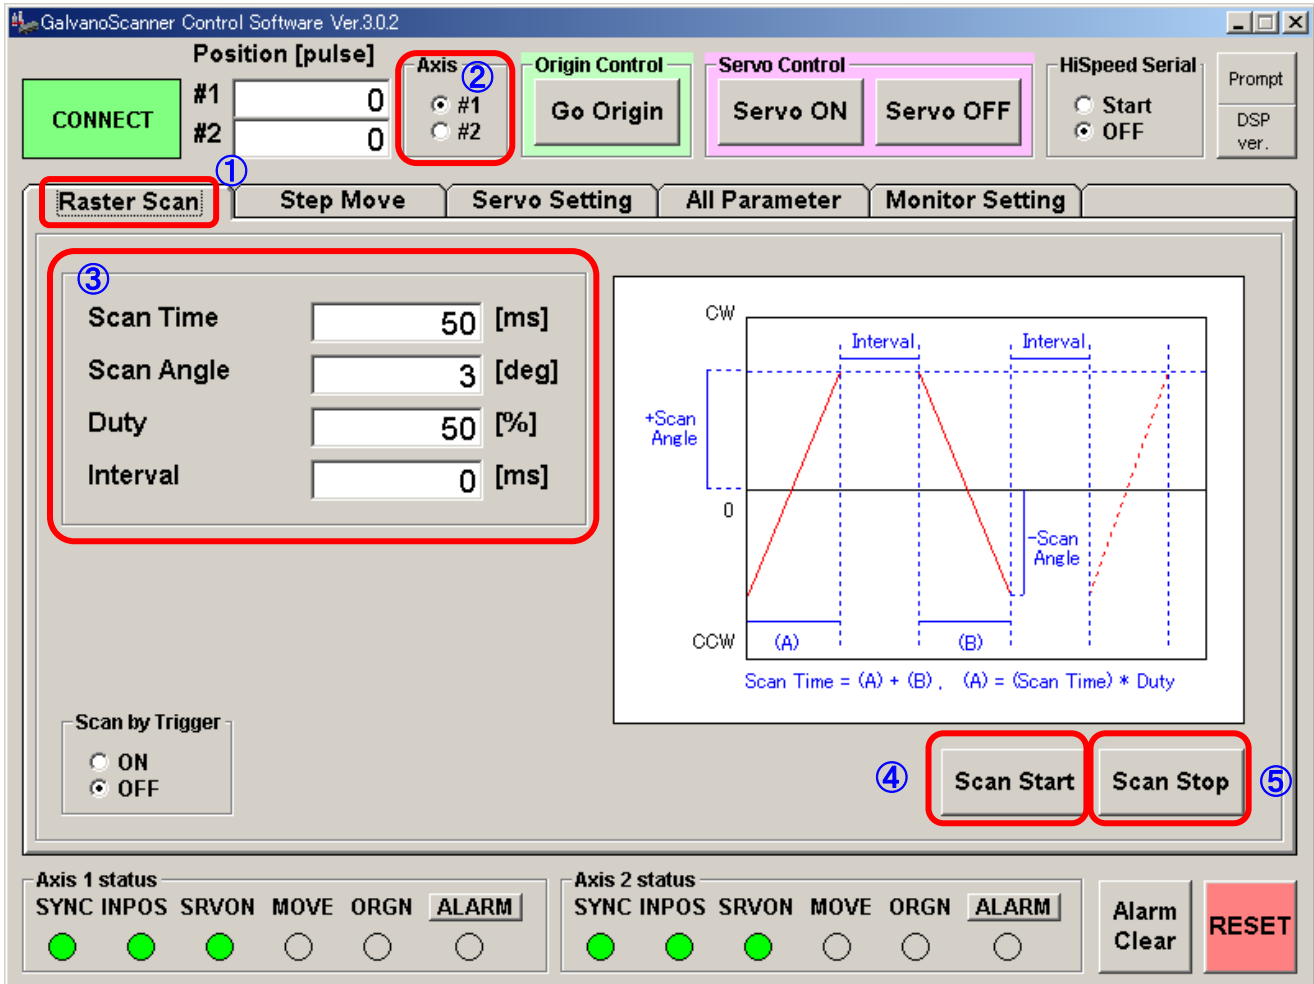 GalvanoScanner Control Software Ver.3.0.2
Position [pulse]
#1 0
#2 0
CONNECT
Axis ②
#1
#2
Origin Control
Go Origin
Servo Control
Servo ON Servo OFF
HiSpeed Serial
Start
OFF
Prompt
DSP
ver.
①
Raster Scan Step Move Servo Setting All Parameter Monitor Setting
③
Scan Time 50 [ms]
Scan Angle 3 [deg]
Duty 50 [%]
Interval 0 [ms]
CW
Interval Interval
+Scan
Angle
0
-Scan
Angle
CCW
(A) (B)
Scan Time = (A) + (B) , (A) = (Scan Time) * Duty
Scan by Trigger
ON
OFF
④ Scan Start Scan Stop ⑤
Axis 1 status
SYNC INPOS SRVON MOVE ORGN ALARM
Axis 2 status
SYNC INPOS SRVON MOVE ORGN ALARM
Alarm
Clear
RESET